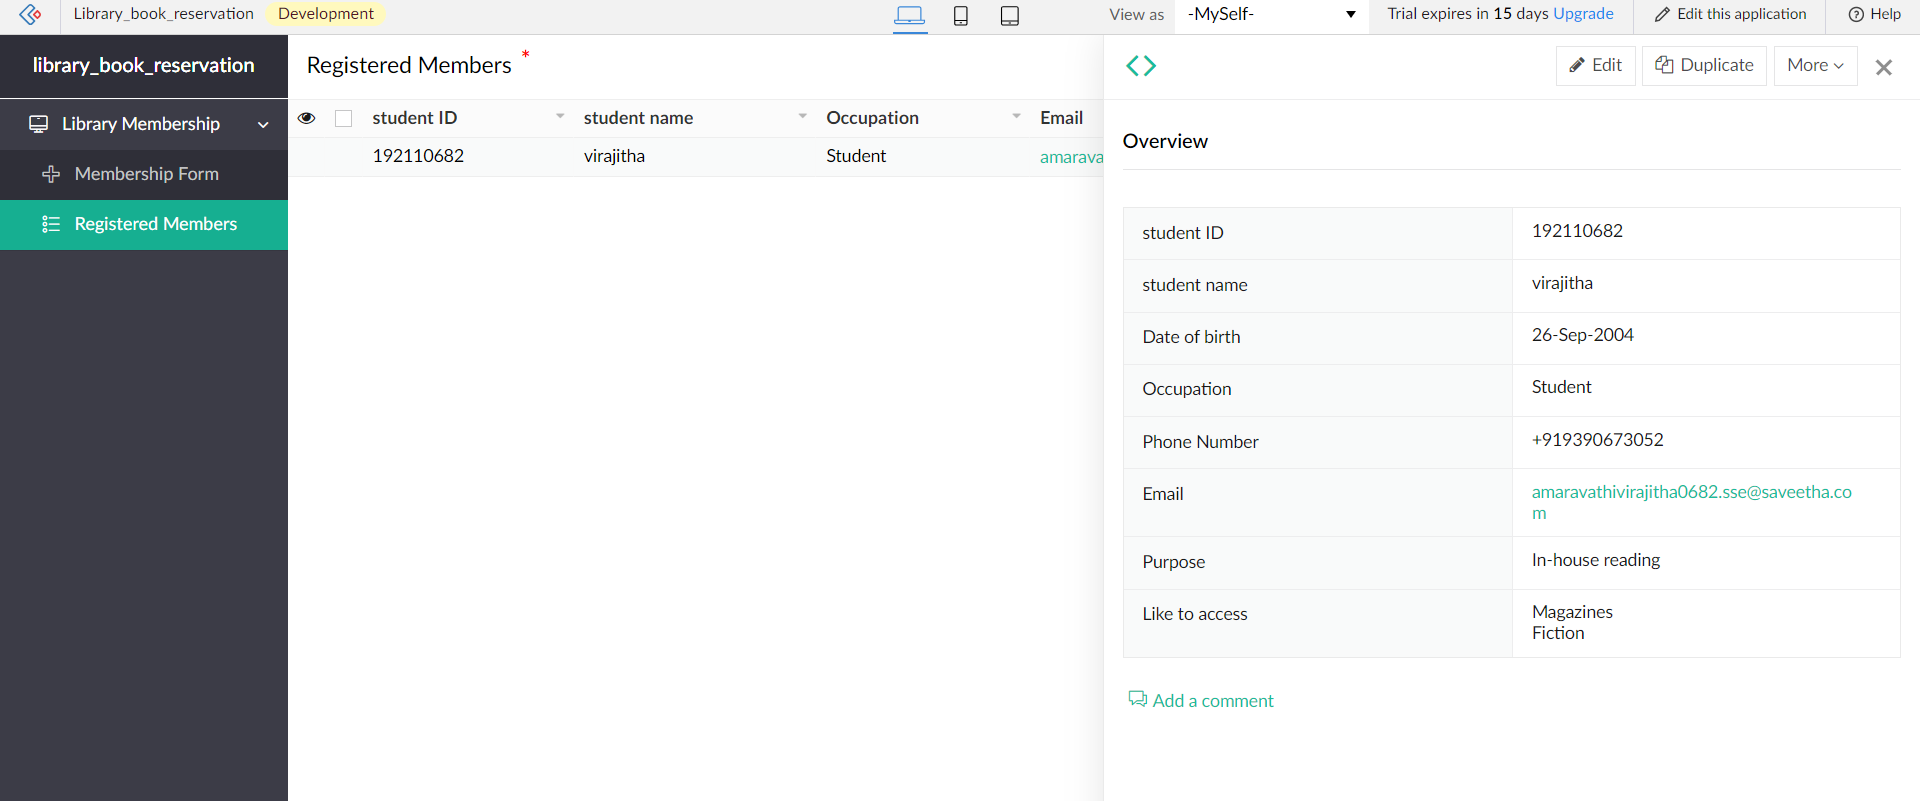 Library_book_reservation Development View as -MySelf- Trial expires in 15 days Upgrade Edit this application Help
library_book_reservation
Library Membership
Membership Form
Registered Members
Registered Members *
student ID student name Occupation Email
192110682 virajitha Student amarava
Edit Duplicate More
Overview
student ID 192110682
student name virajitha
Date of birth 26-Sep-2004
Occupation Student
Phone Number +919390673052
Email amaravathivirajitha0682.sse@saveetha.co
m
Purpose In-house reading
Like to access Magazines
Fiction
Add a comment